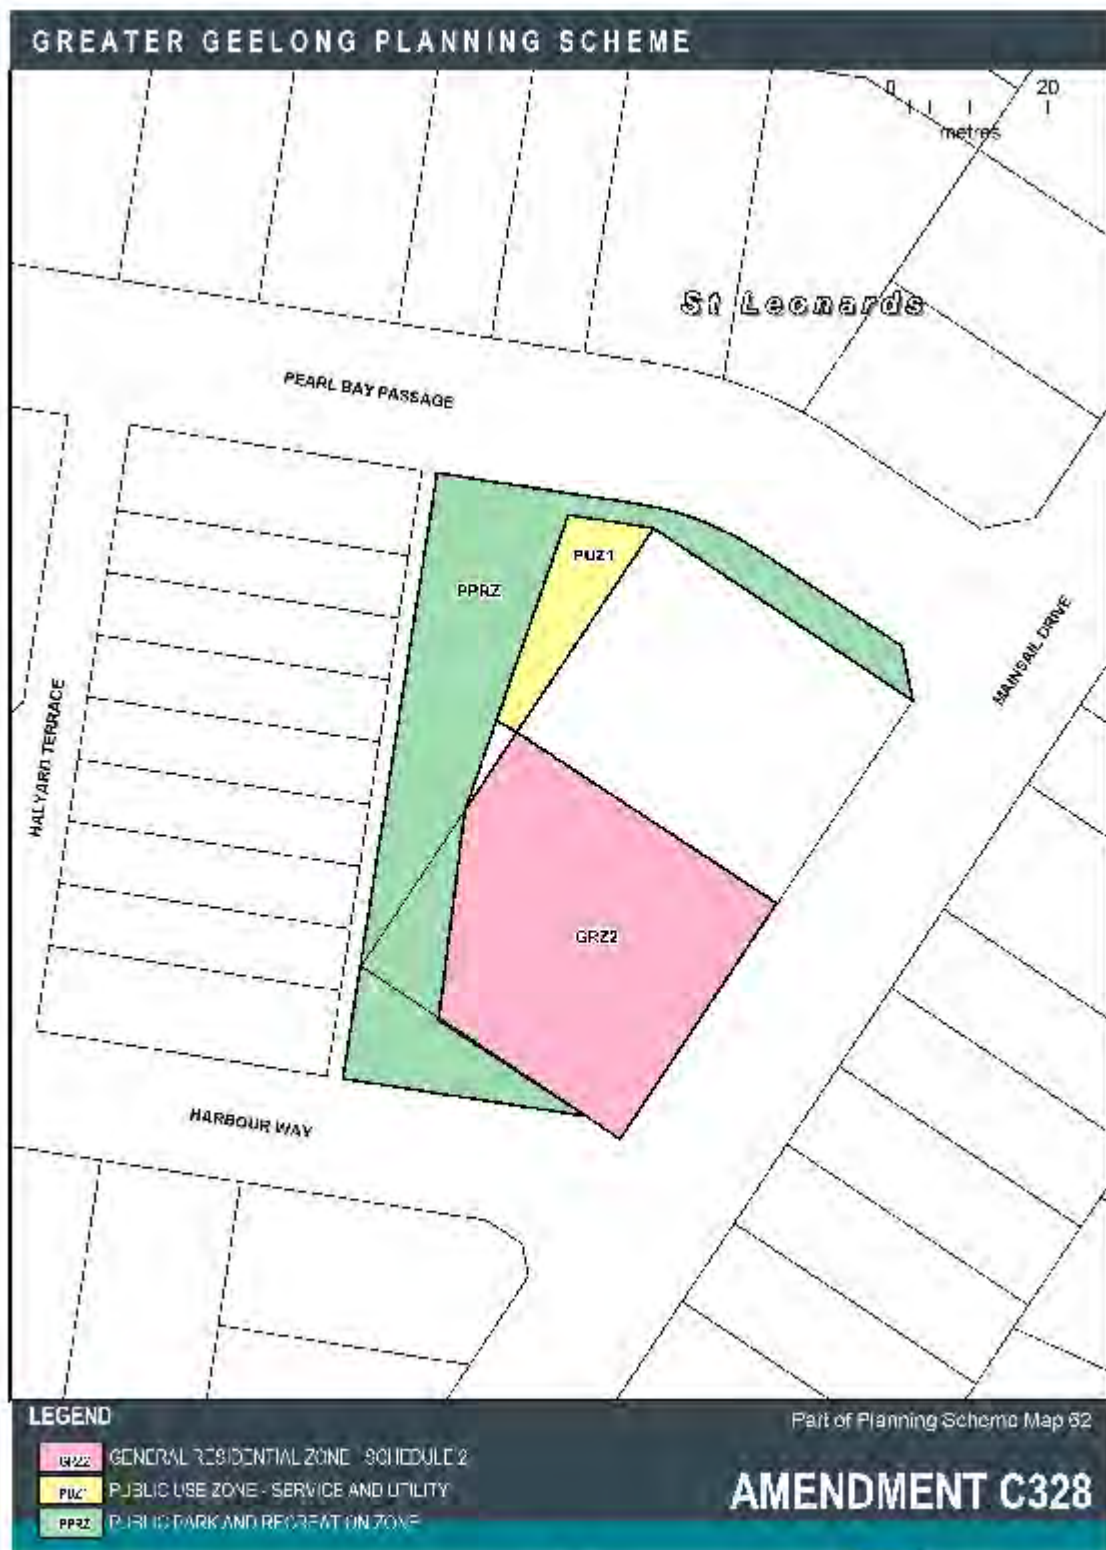 GREATER GEELONG PLANNING SCHEME
0 20
metres
St Leonards
PEARL BAY PASSAGE
PUZ1
PPRZ
MAINSAIL DRIVE
HALYARD TERRACE
GRZ2
HARBOUR WAY
LEGEND
Part of Planning Scheme Map 62
GRZ2 GENERAL RESIDENTIAL ZONE - SCHEDULE 2
PUZ1 PUBLIC USE ZONE - SERVICE AND UTILITY
PPRZ PUBLIC PARK AND RECREATION ZONE
AMENDMENT C328